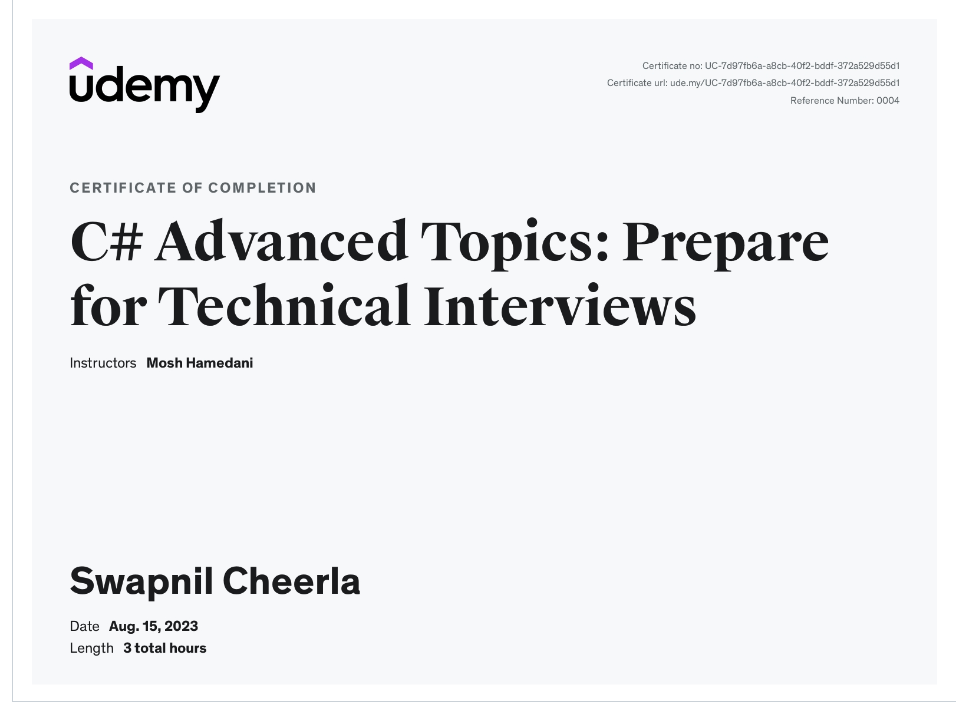 udemy
Certificate no: UC-7d97fb6a-a8cb-40f2-bddf-372a529d55d1
Certificate url: ude.my/UC-7d97fb6a-a8cb-40f2-bddf-372a529d55d1
Reference Number: 0004
CERTIFICATE OF COMPLETION
C# Advanced Topics: Prepare
for Technical Interviews
Instructors Mosh Hamedani
Swapnil Cheerla
Date Aug. 15, 2023
Length 3 total hours